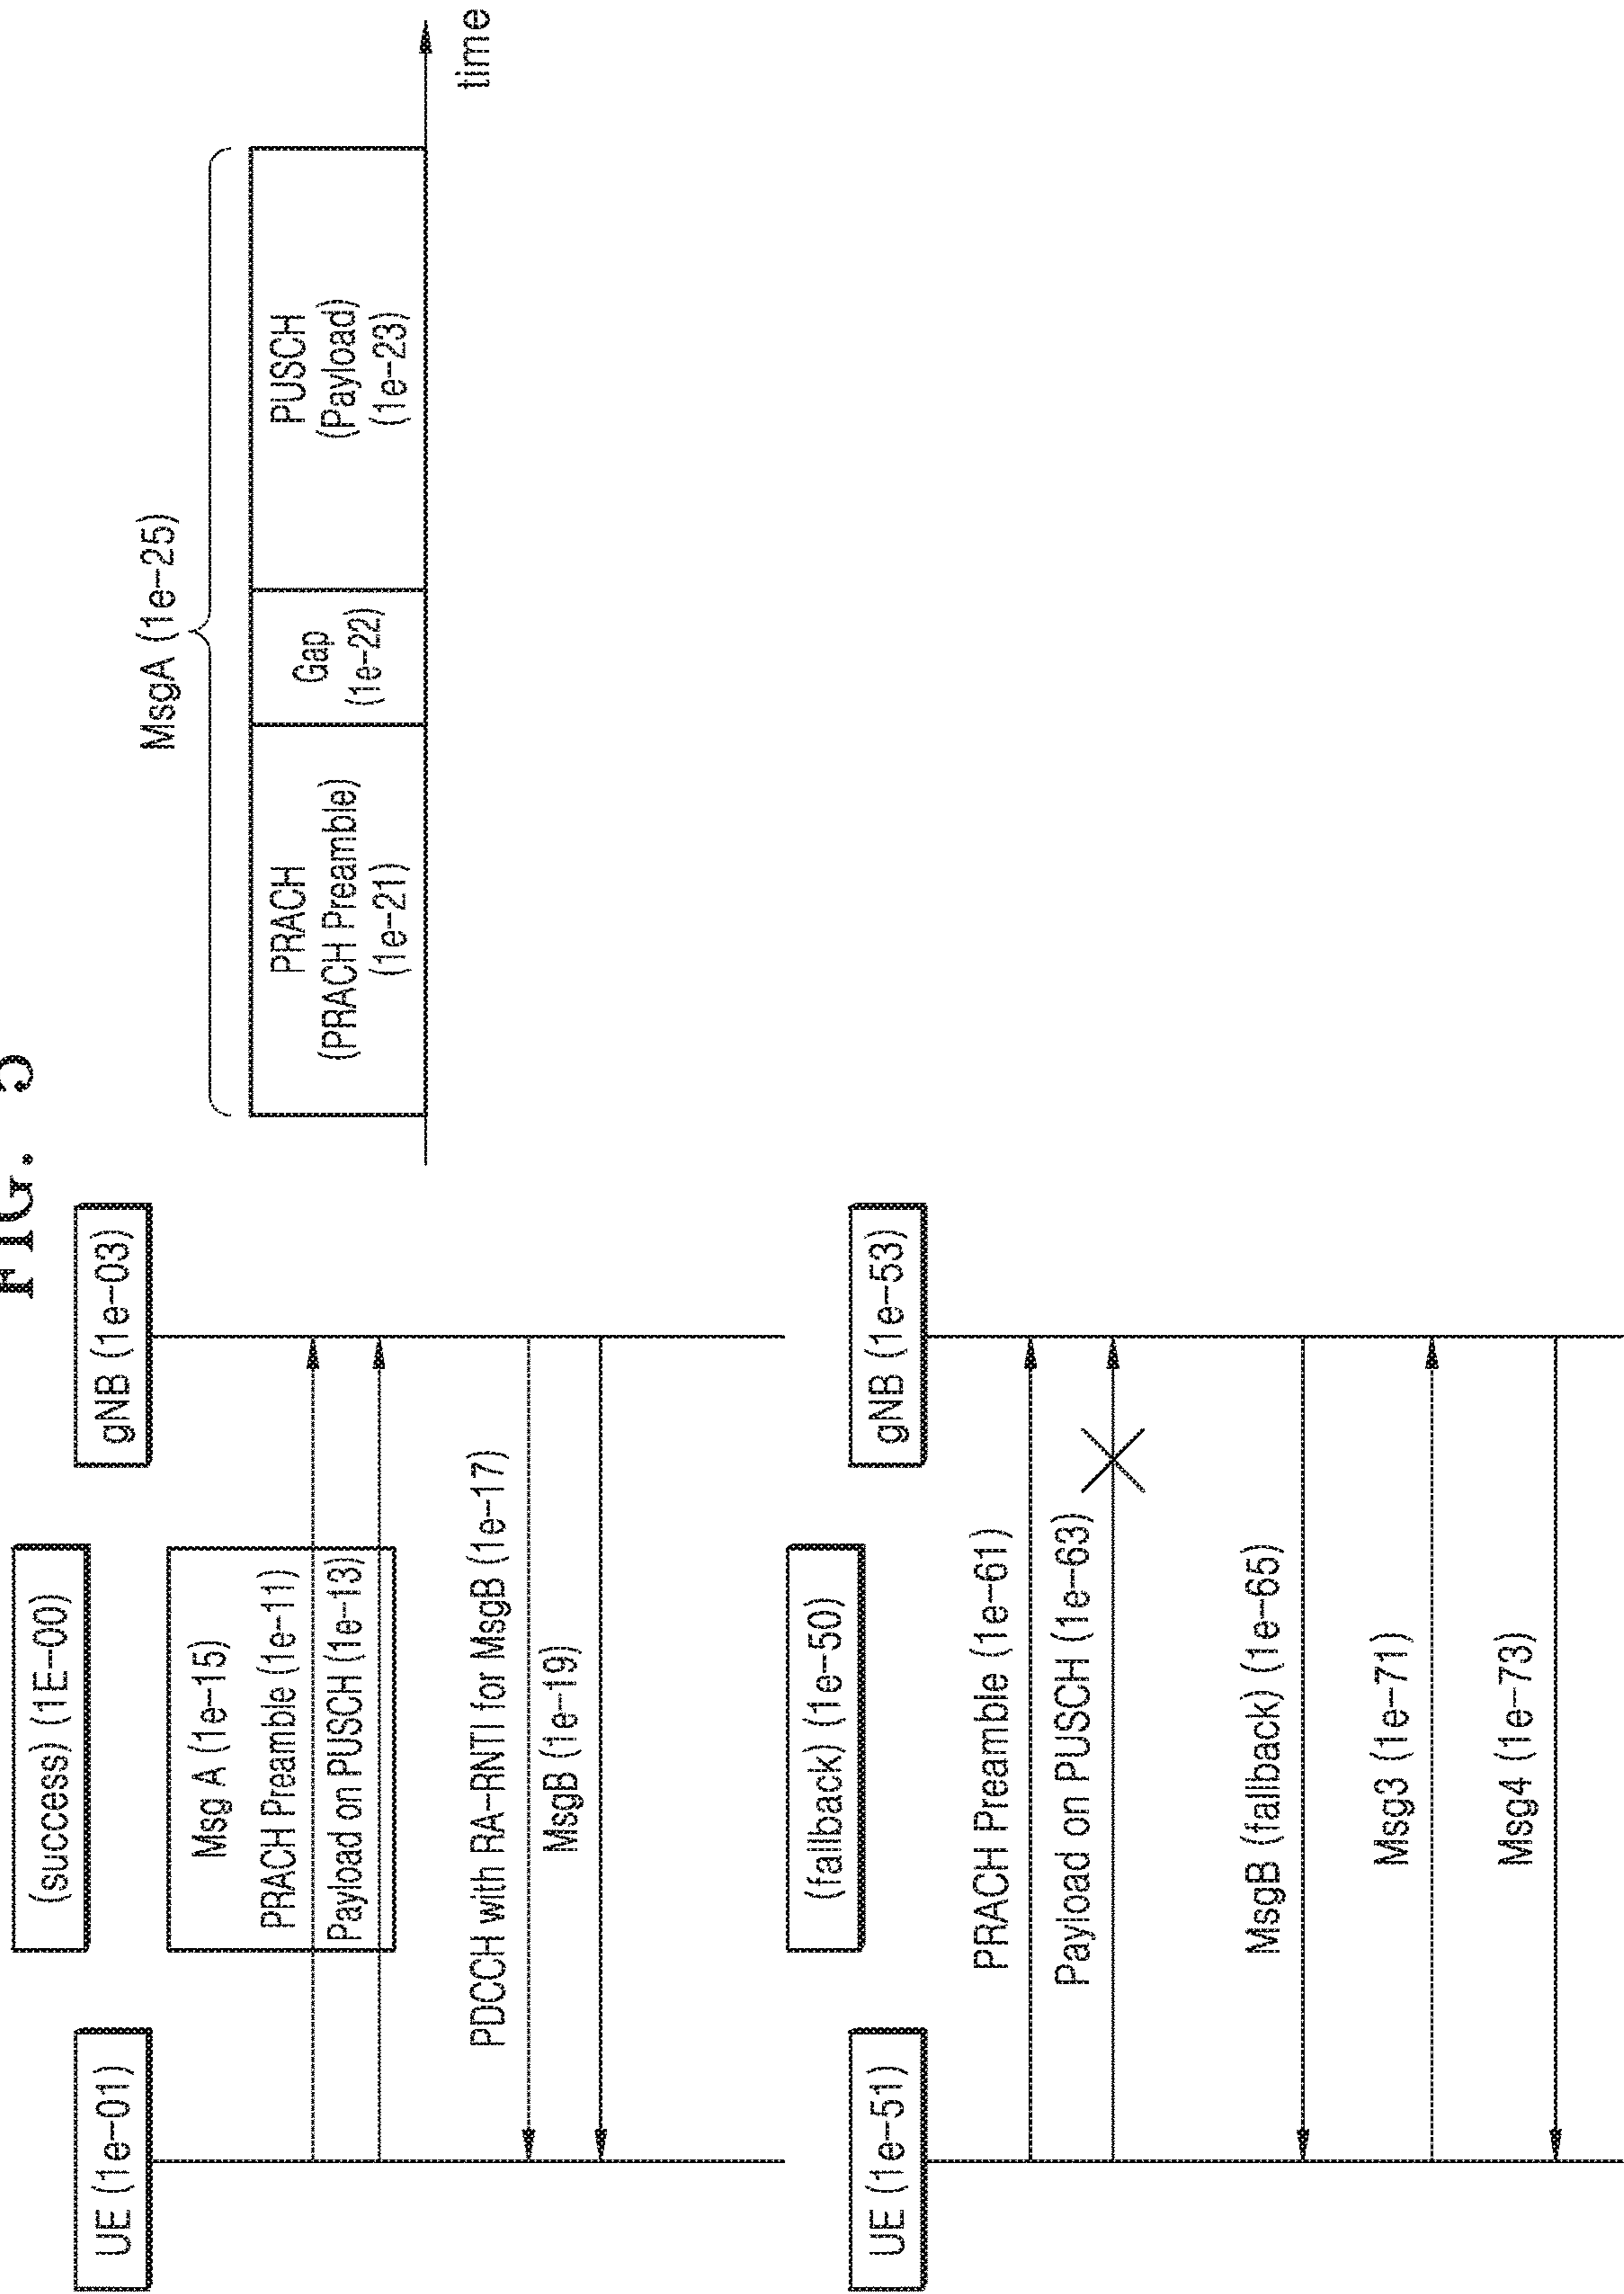 FIG. 5
(success) (1E-00)
UE (1e-01)
gNB (1e-03)
Msg A (1e-15)
PRACH Preamble (1e-11)
Payload on PUSCH (1e-13)
PDCCH with RA-RNTI for MsgB (1e-17)
MsgB (1e-19)
MsgA (1e-25)
PRACH
(PRACH Preamble)
(1e-21)
Gap
(1e-22)
PUSCH
(Payload)
(1e-23)
time
(fallback) (1e-50)
UE (1e-51)
gNB (1e-53)
PRACH Preamble (1e-61)
Payload on PUSCH (1e-63)
MsgB (fallback) (1e-65)
Msg3 (1e-71)
Msg4 (1e-73)